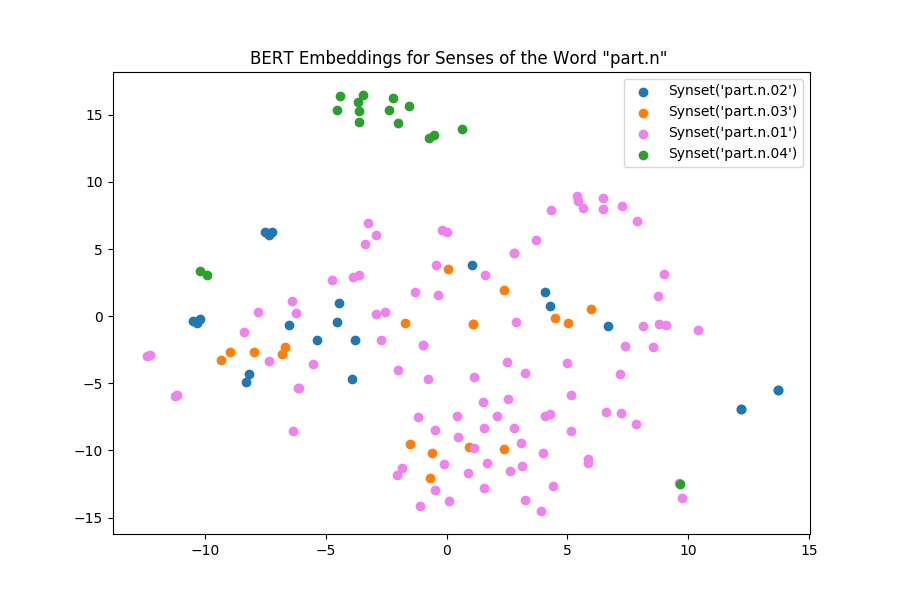 BERT Embeddings for Senses of the Word "part.n"
Synset('part.n.02')
Synset('part.n.03')
Synset('part.n.01')
Synset('part.n.04')
15
10
5
0
−5
−10
−15
−10 −5 0 5 10 15